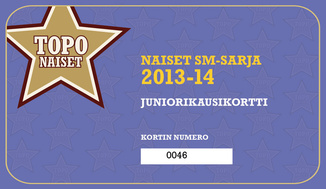 TOPO
NAISET
NAISET SM-SARJA
2013-14
JUNIORIKAUSIKORTTI
KORTIN NUMERO
0046